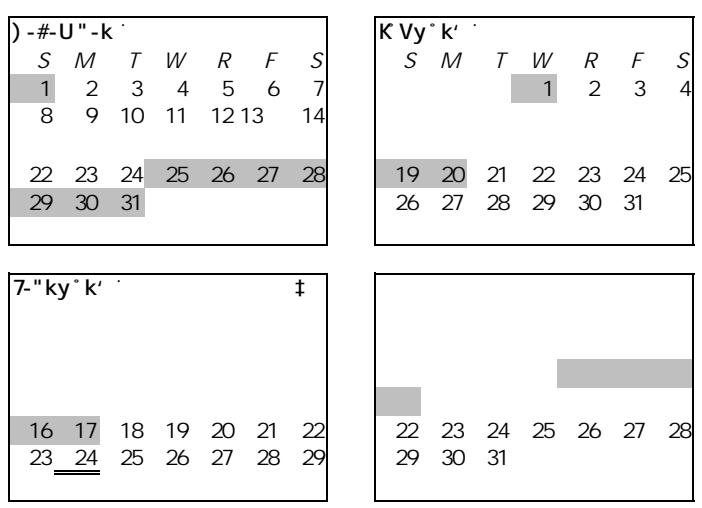 S M T W R F S
1 2 3 4 5 6 7
8 9 10 11 12 13 14
22 23 24 25 26 27 28
29 30 31
S M T W R F S
1 2 3 4
19 20 21 22 23 24 25
26 27 28 29 30 31
‡
16 17 18 19 20 21 22
23 24 25 26 27 28 29
22 23 24 25 26 27 28
29 30 31